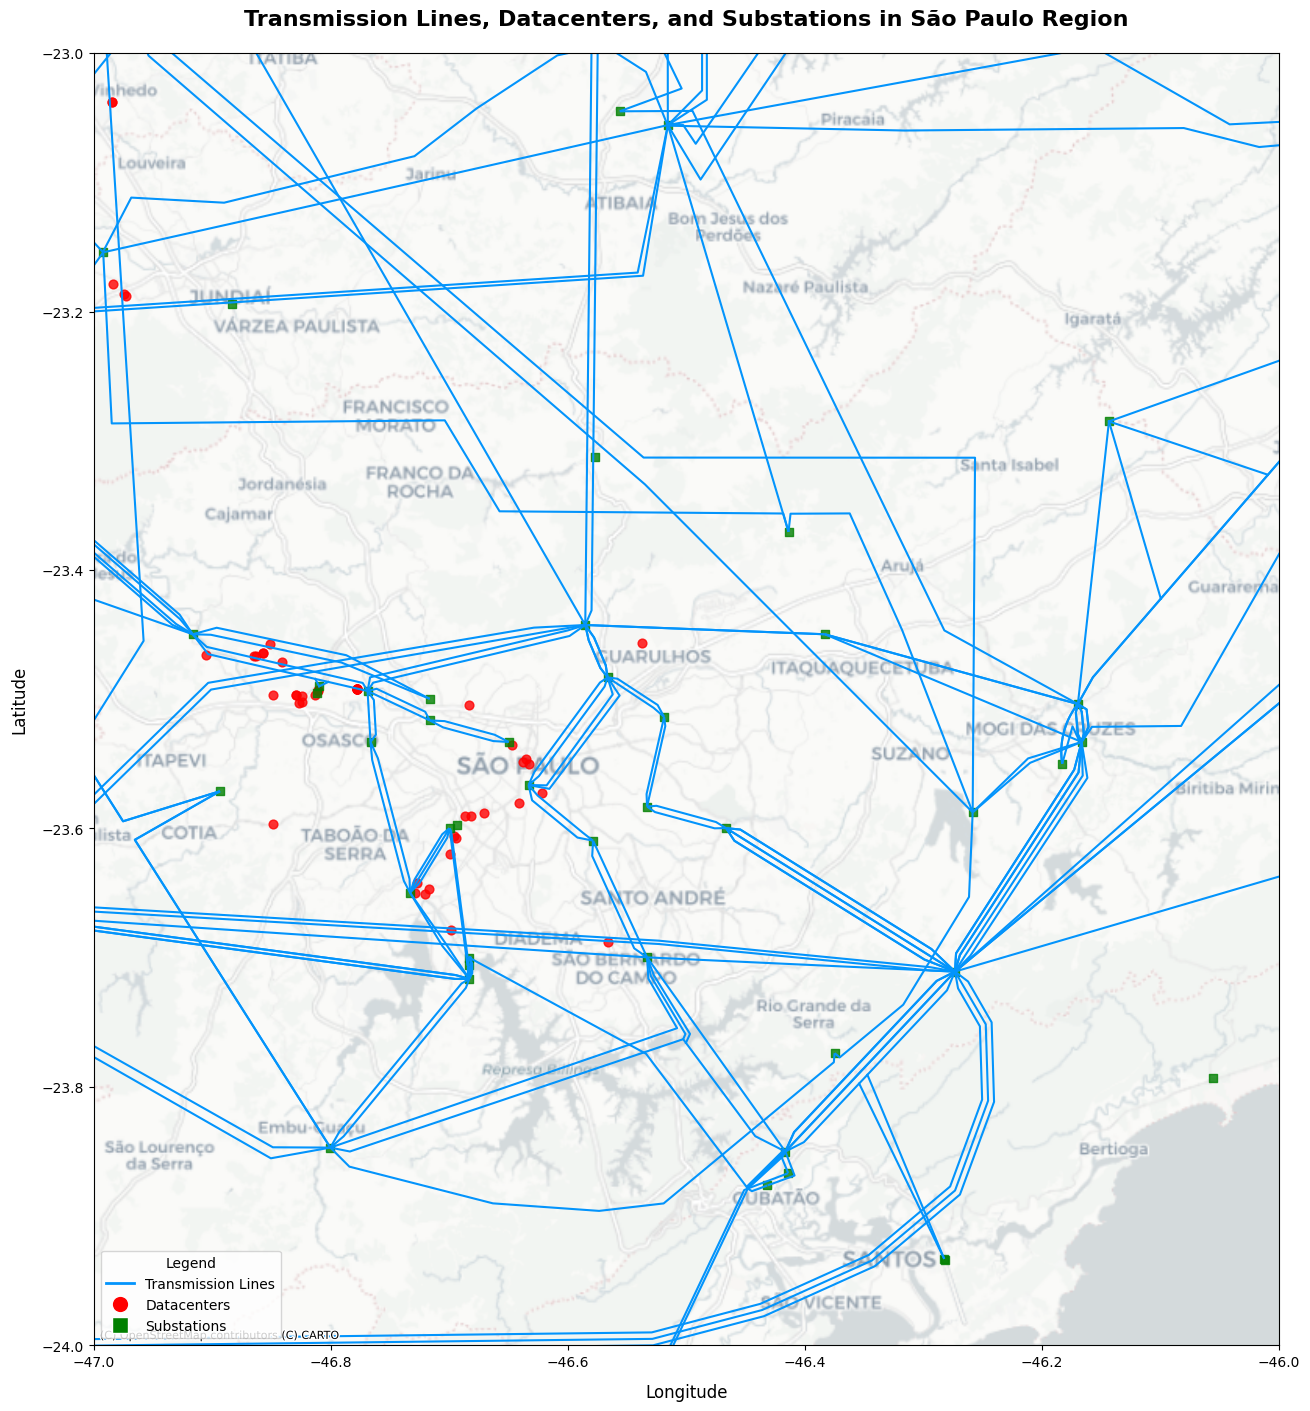 Transmission Lines, Datacenters, and Substations in São Paulo Region
−23.0
ITATIBA
Vinhedo
Piracaia
Louveira
Jarinu
ATIBAIA
Bom Jesus dos
Perdões
Nazaré Paulista
JUNDIAÍ
−23.2
Igaratá
VÁRZEA PAULISTA
FRANCISCO
MORATO
Santa Isabel
FRANCO DA
ROCHA
Jordanésia
Cajamar
−23.4
Arujá
Guararema
GUARULHOS
ITAQUAQUECETUBA
MOGI DAS CRUZES
OSASCO
SUZANO
ITAPEVI
SÃO PAULO
Biritiba Mirim
−23.6
COTIA
TABOÃO DA
SERRA
SANTO ANDRÉ
DIADEMA
SÃO BERNARDO
DO CAMPO
Rio Grande da
Serra
Represa Billings
−23.8
Embu-Guaçu
São Lourenço
da Serra
Bertioga
CUBATÃO
SANTOS
SÃO VICENTE
Legend
Transmission Lines
Datacenters
Substations
(C) OpenStreetMap contributors (C) CARTO
−24.0
−47.0 −46.8 −46.6 −46.4 −46.2 −46.0
Longitude
Latitude